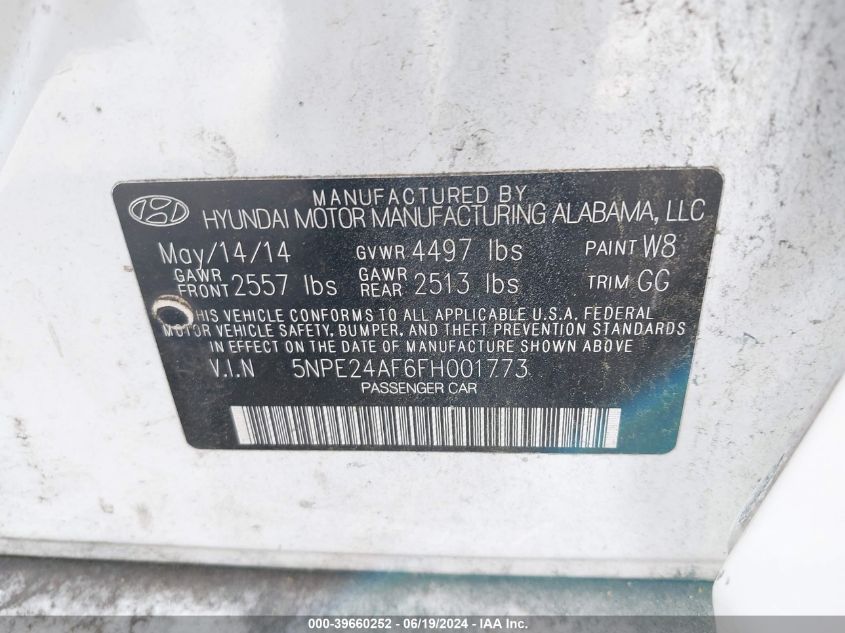 MANUFACTURED BY
HYUNDAI MOTOR MANUFACTURING ALABAMA, LLC
May/14/14 GVWR 4497 lbs PAINT W8
GAWR FRONT 2557 lbs GAWR REAR 2513 lbs TRIM GG
HIS VEHICLE CONFORMS TO ALL APPLICABLE U.S.A. FEDERAL
MOTOR VEHICLE SAFETY, BUMPER, AND THEFT PREVENTION STANDARDS
IN EFFECT ON THE DATE OF MANUFACTURE SHOWN ABOVE.
V.I.N 5NPE24AF6FH001773
PASSENGER CAR
000-39660252 - 06/19/2024 - IAA Inc.